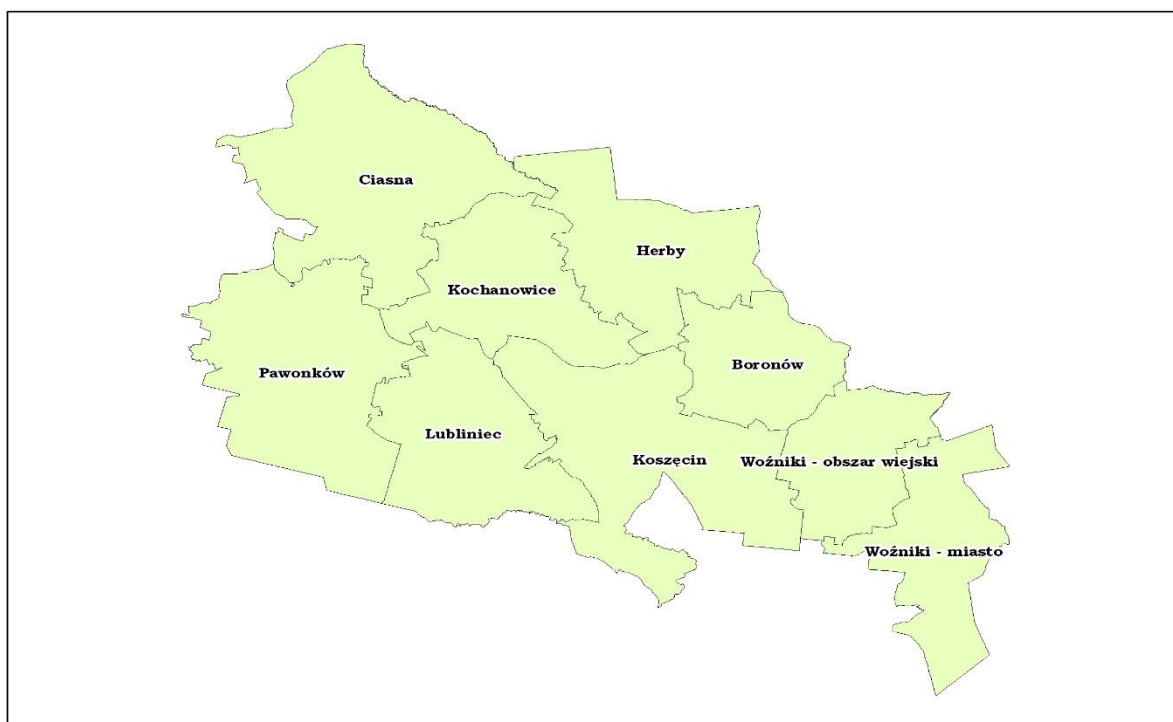 Ciasna
Herby
Kochanowice
Boronów
Pawonków
Lubliniec
Koszęcin
Woźniki - obszar wiejski
Woźniki - miasto